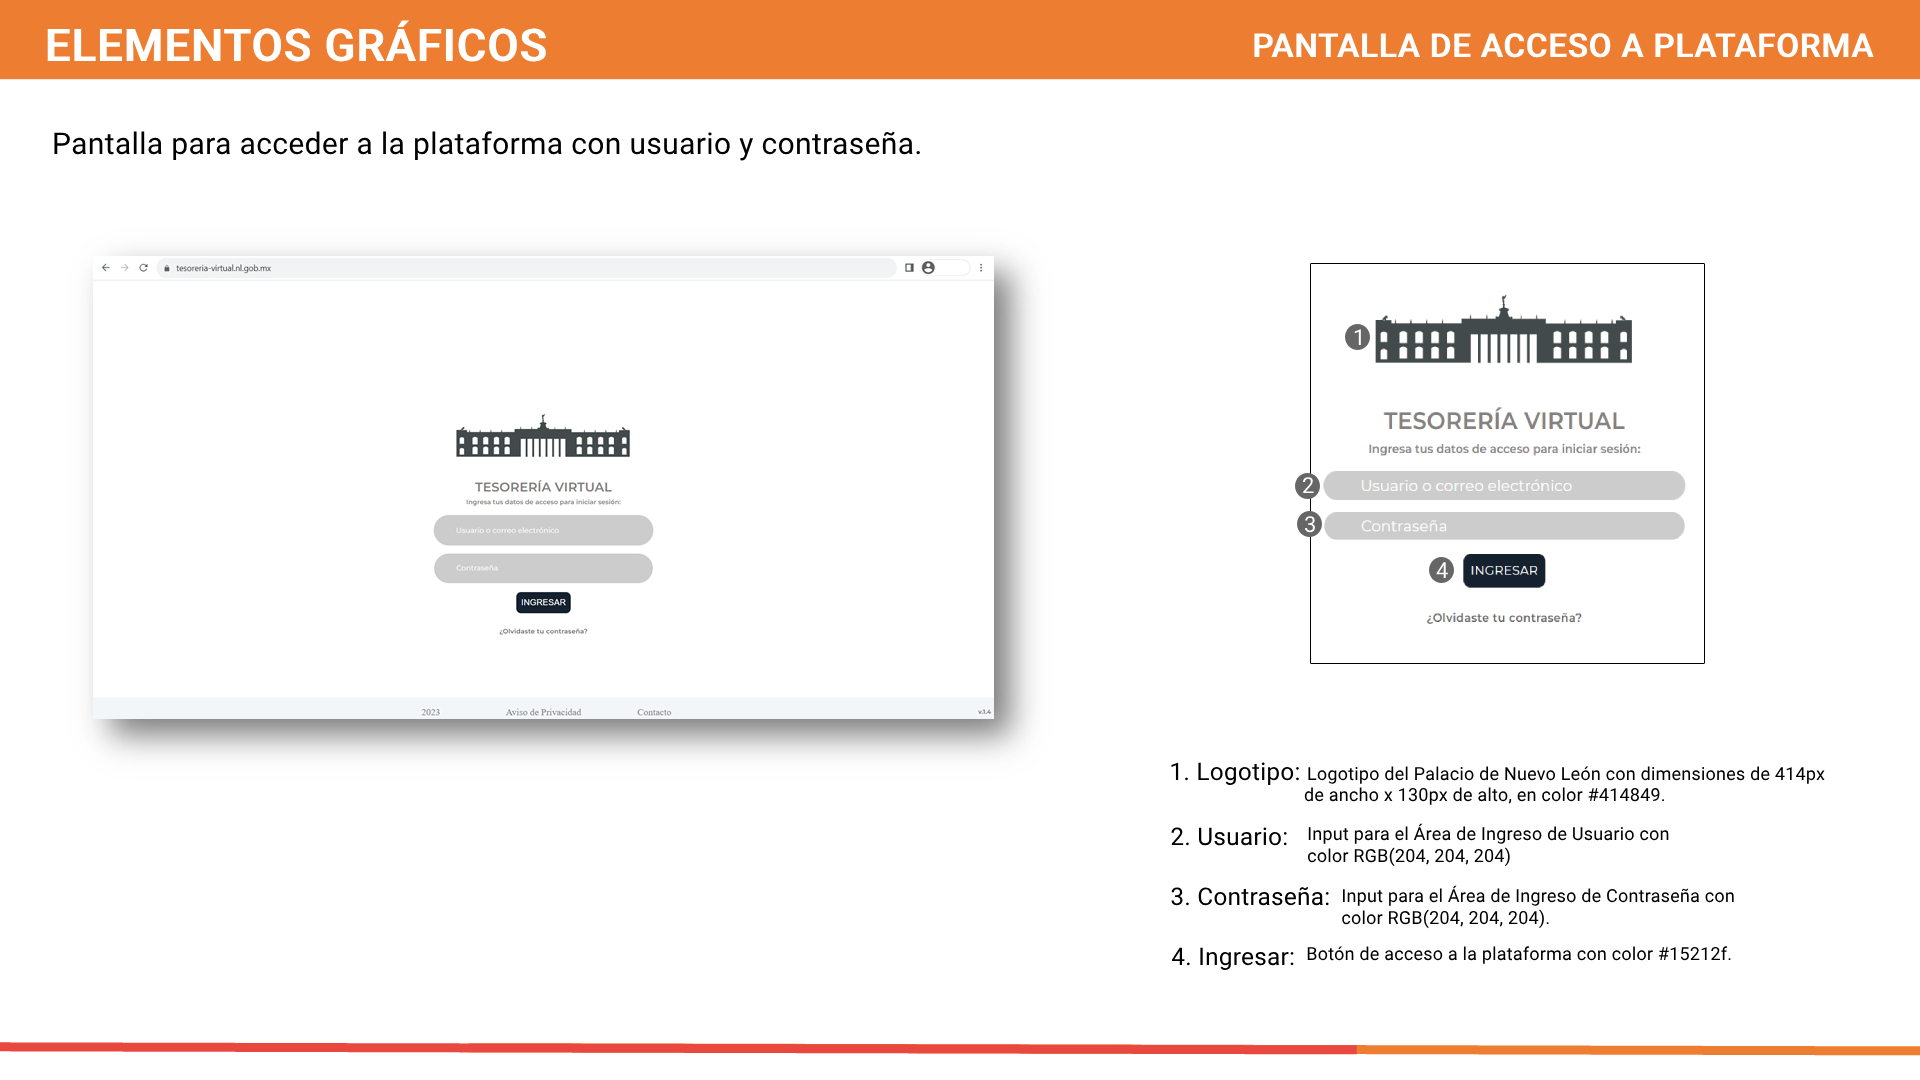 ELEMENTOS GRÁFICOS
PANTALLA DE ACCESO A PLATAFORMA
Pantalla para acceder a la plataforma con usuario y contraseña.
tesoreria-virtual.nl.gob.mx
TESORERÍA VIRTUAL
Ingresa tus datos de acceso para iniciar sesión:
Usuario o correo electrónico
Contraseña
INGRESAR
¿Olvidaste tu contraseña?
2023 Aviso de Privacidad Contacto v.1.4
1
TESORERÍA VIRTUAL
Ingresa tus datos de acceso para iniciar sesión:
2 Usuario o correo electrónico
3 Contraseña
4 INGRESAR
¿Olvidaste tu contraseña?
1. Logotipo: Logotipo del Palacio de Nuevo León con dimensiones de 414px
de ancho x 130px de alto, en color #414849.
2. Usuario: Input para el Área de Ingreso de Usuario con
color RGB(204, 204, 204)
3. Contraseña: Input para el Área de Ingreso de Contraseña con
color RGB(204, 204, 204).
4. Ingresar: Botón de acceso a la plataforma con color #15212f.